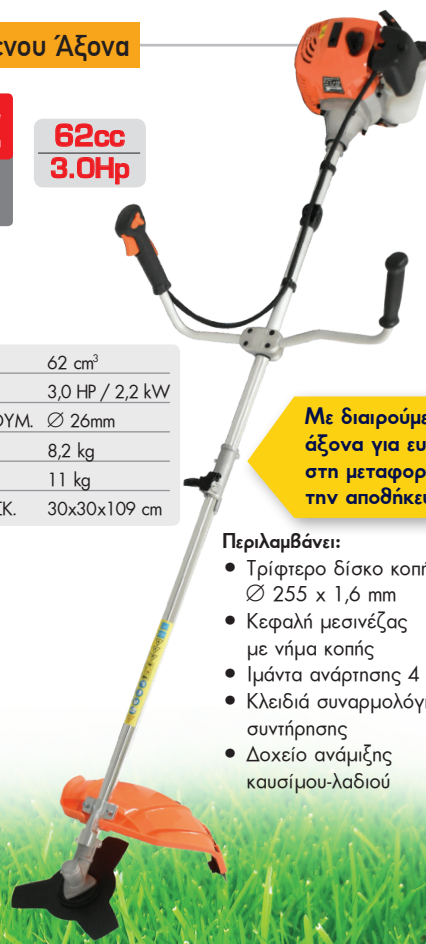 ένου Άξονα
62cc
3.0Hp
62 cm³
3,0 HP / 2,2 kW
ΟΥΜ. ∅ 26mm
8,2 kg
11 kg
ΣΚ. 30x30x109 cm
Με διαιρούμε
άξονα για ευ
στη μεταφορ
την αποθήκευ
Περιλαμβάνει:
• Τρίφτερο δίσκο κοπή
∅ 255 x 1,6 mm
• Κεφαλή μεσινέζας
με νήμα κοπής
• Ιμάντα ανάρτησης 4
• Κλειδιά συναρμολόγη
συντήρησης
• Δοχείο ανάμιξης
καυσίμου-λαδιού